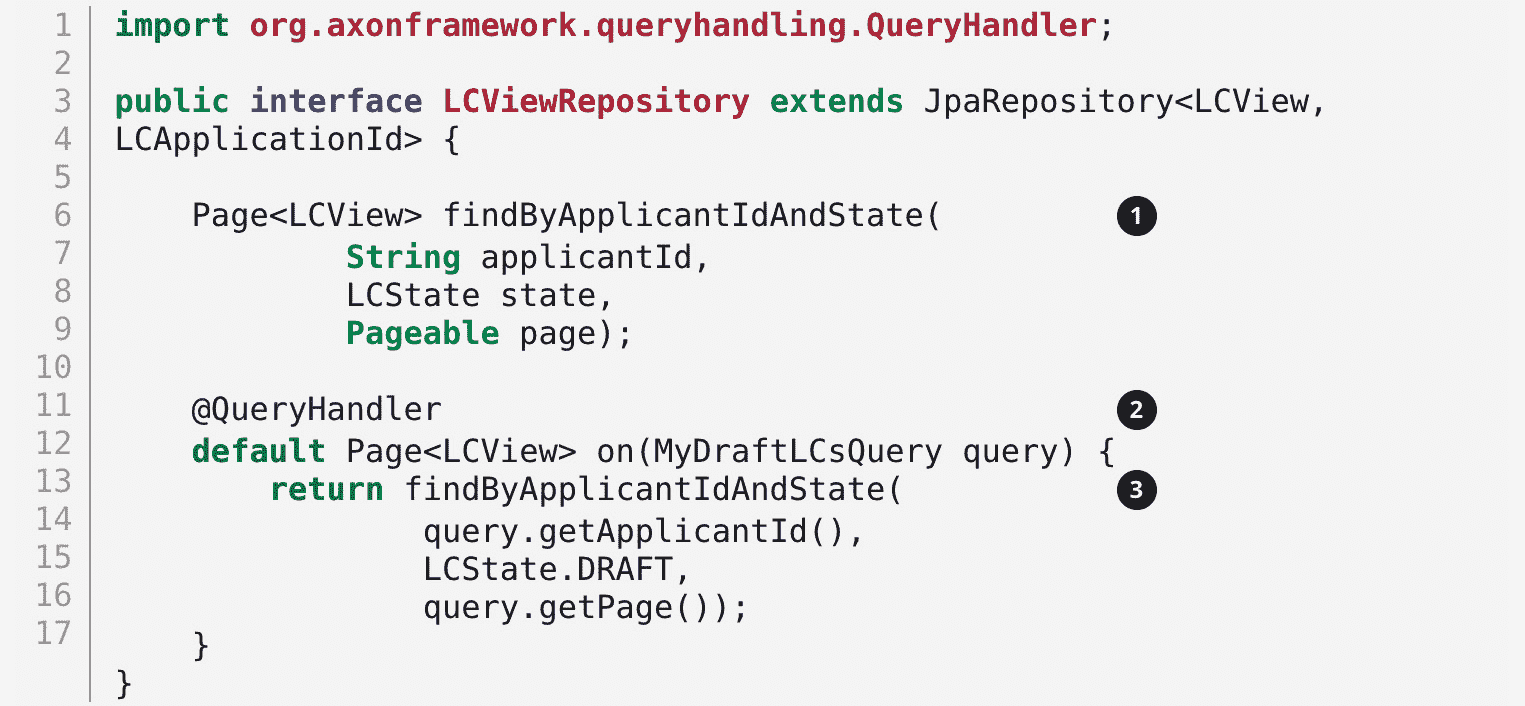 1 import org.axonframework.queryhandling.QueryHandler;
2
3 public interface LCViewRepository extends JpaRepository<LCView,
4 LCApplicationId> {
5
6 Page<LCView> findByApplicantIdAndState( 1
7 String applicantId,
8 LCState state,
9 Pageable page);
10
11 @QueryHandler 2
12 default Page<LCView> on(MyDraftLCsQuery query) {
13 return findByApplicantIdAndState( 3
14 query.getApplicantId(),
15 LCState.DRAFT,
16 query.getPage());
17 }
}